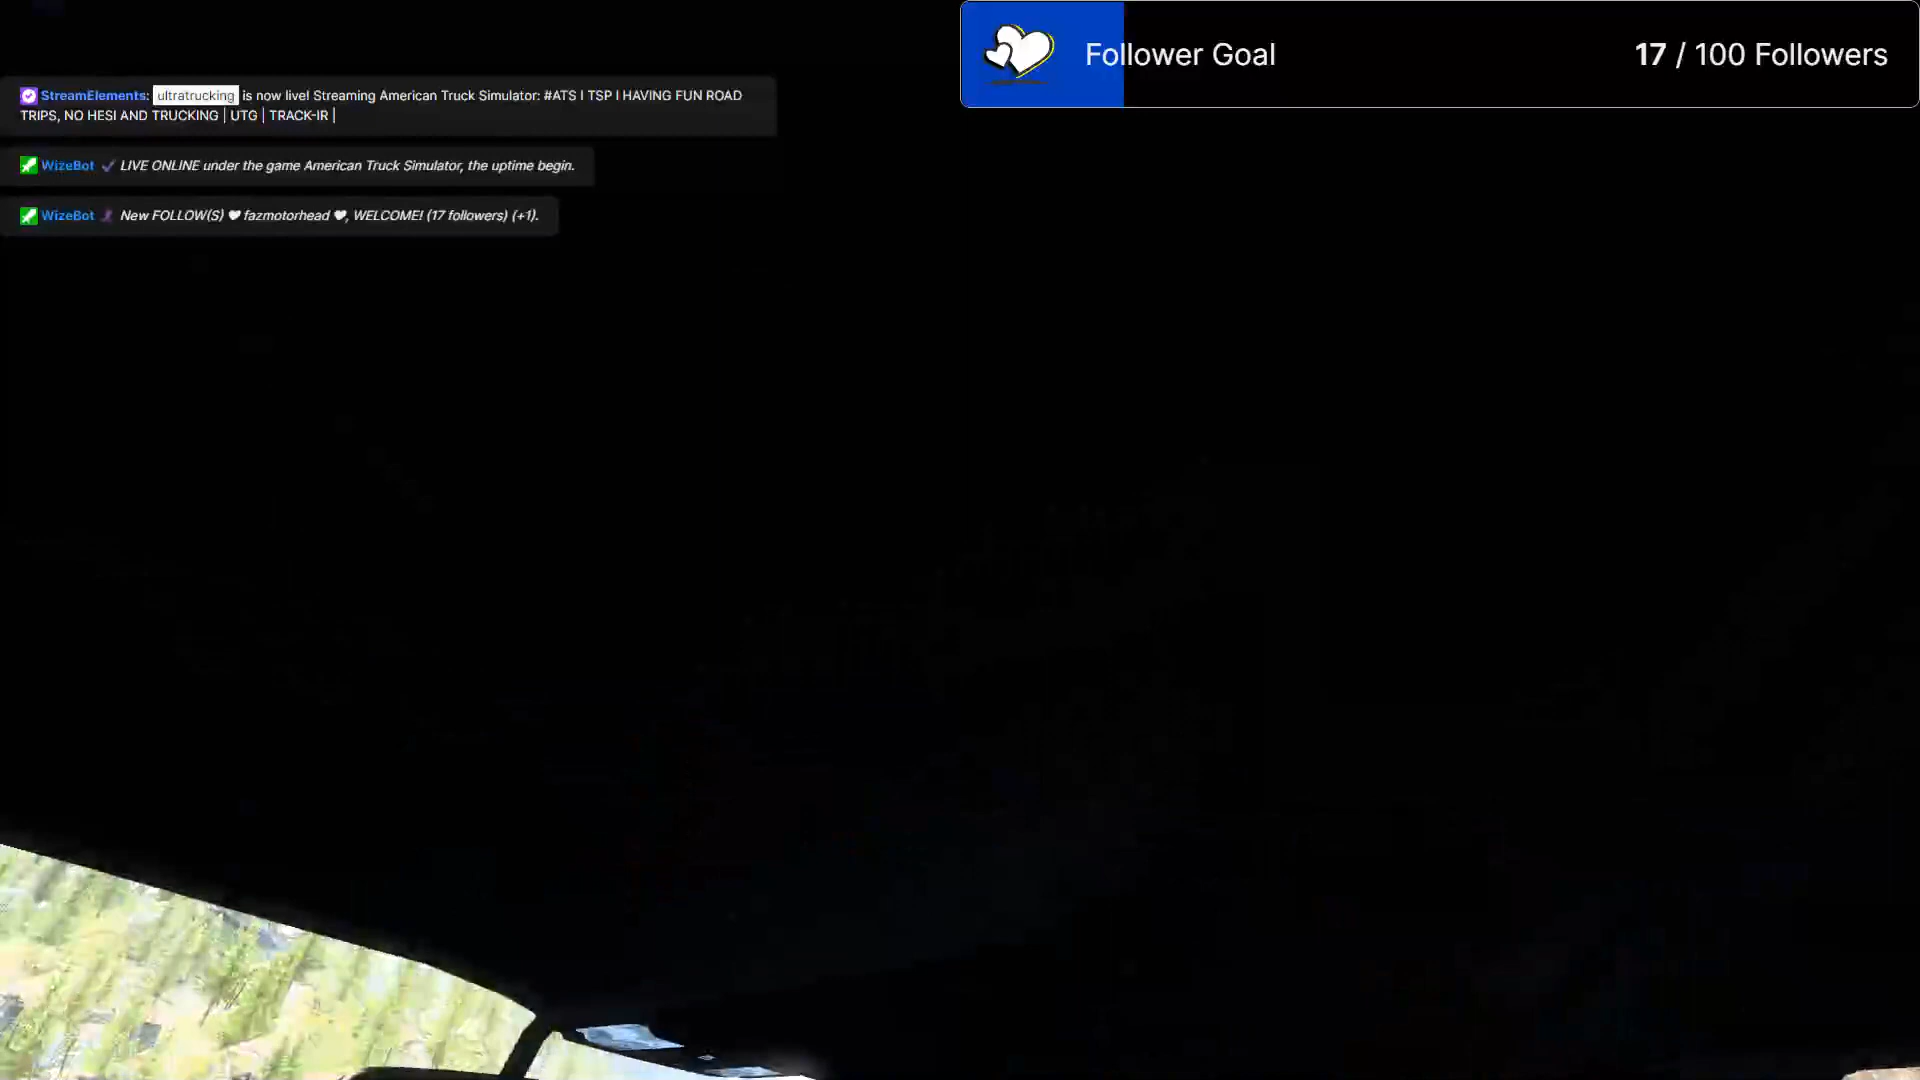 Follower Goal
17 / 100 Followers
StreamElements: ultratrucking is now live! Streaming American Truck Simulator: #ATS I TSP I HAVING FUN ROAD
TRIPS, NO HESI AND TRUCKING | UTG | TRACK-IR |
WizeBot LIVE ONLINE under the game American Truck Simulator, the uptime begin.
WizeBot New FOLLOW(S) ♥ fazmotorhead ♥, WELCOME! (17 followers) (+1).